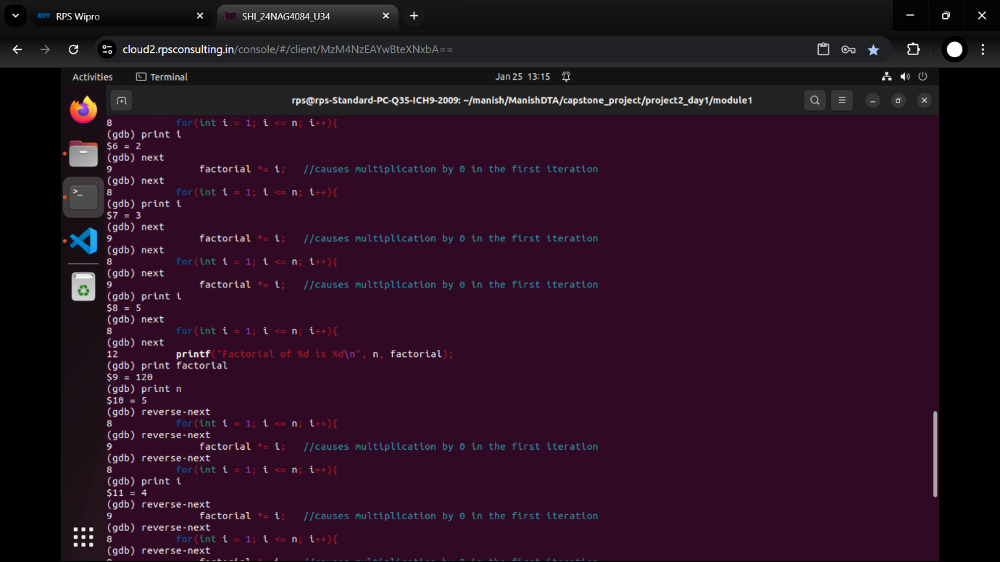 RPS Wipro
SHI_24NAG4084_U34
cloud2.rpsconsulting.in/console/#/client/MzM4NzEAYwBteXNxbA==
Activities Terminal Jan 25 13:15
rps@rps-Standard-PC-Q35-ICH9-2009: ~/manish/ManishDTA/capstone_project/project2_day1/module1
8 for(int i = 1; i <= n; i++){
(gdb) print i
$6 = 2
(gdb) next
9 factorial *= i; //causes multiplication by 0 in the first iteration
(gdb) next
8 for(int i = 1; i <= n; i++){
(gdb) print i
$7 = 3
(gdb) next
9 factorial *= i; //causes multiplication by 0 in the first iteration
(gdb) next
8 for(int i = 1; i <= n; i++){
(gdb) next
9 factorial *= i; //causes multiplication by 0 in the first iteration
(gdb) print i
$8 = 5
(gdb) next
8 for(int i = 1; i <= n; i++){
(gdb) next
12 printf("Factorial of %d is %d\n", n, factorial);
(gdb) print factorial
$9 = 120
(gdb) print n
$10 = 5
(gdb) reverse-next
8 for(int i = 1; i <= n; i++){
(gdb) reverse-next
9 factorial *= i; //causes multiplication by 0 in the first iteration
(gdb) reverse-next
8 for(int i = 1; i <= n; i++){
(gdb) print i
$11 = 4
(gdb) reverse-next
9 factorial *= i; //causes multiplication by 0 in the first iteration
(gdb) reverse-next
8 for(int i = 1; i <= n; i++){
(gdb) reverse-next